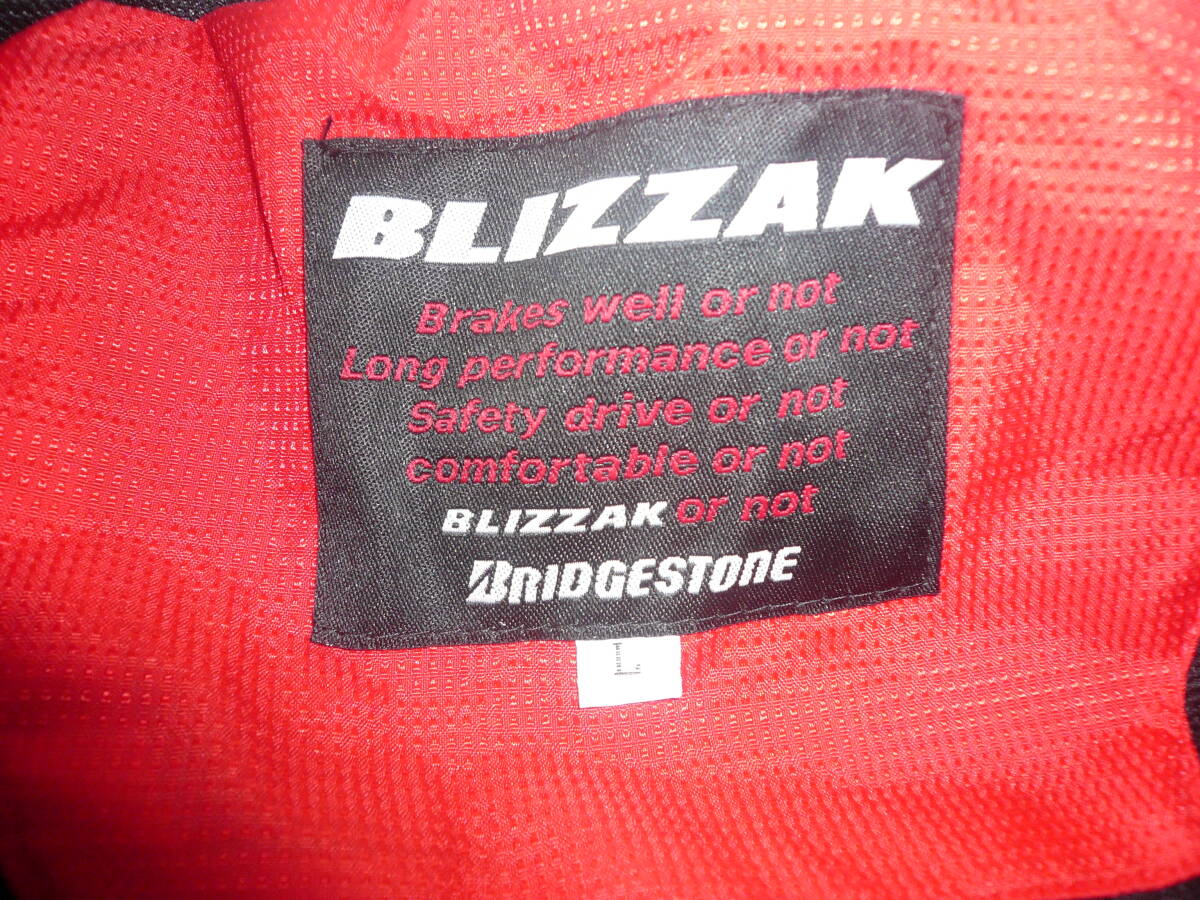 BLIZZAK
Brakes well or not
Long performance or not
Safety drive or not
comfortable or not
BLIZZAK or not
BRIDGESTONE
L